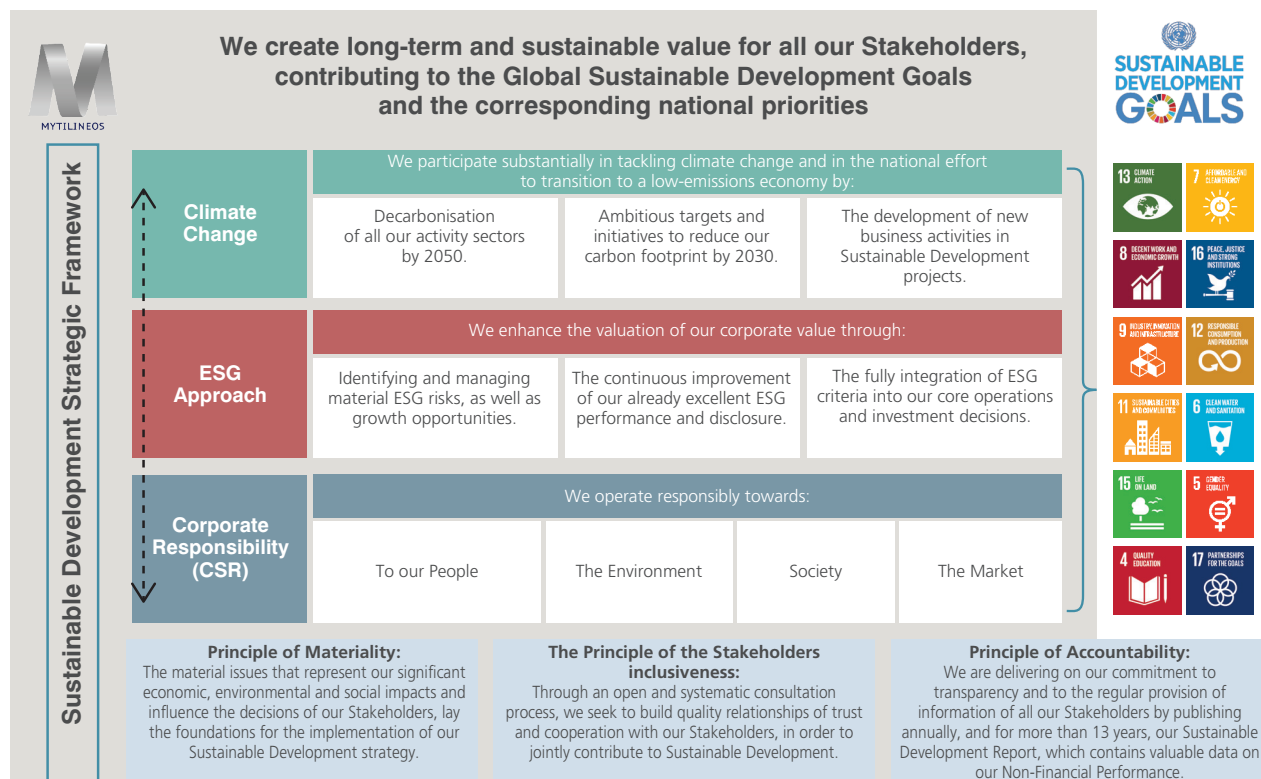 We create long-term and sustainable value for all our Stakeholders,
contributing to the Global Sustainable Development Goals
and the corresponding national priorities
MYTILINEOS
SUSTAINABLE
DEVELOPMENT
GOALS
Sustainable Development Strategic Framework
Climate
Change
We participate substantially in tackling climate change and in the national effort
to transition to a low-emissions economy by:
Decarbonisation
of all our activity sectors
by 2050.
Ambitious targets and
initiatives to reduce our
carbon footprint by 2030.
The development of new
business activities in
Sustainable Development
projects.
ESG
Approach
We enhance the valuation of our corporate value through:
Identifying and managing
material ESG risks, as well as
growth opportunities.
The continuous improvement
of our already excellent ESG
performance and disclosure.
The fully integration of ESG
criteria into our core operations
and investment decisions.
Corporate
Responsibility
(CSR)
We operate responsibly towards:
To our People
The Environment
Society
The Market
13 CLIMATE
ACTION
7 AFFORDABLE AND
CLEAN ENERGY
8 DECENT WORK AND
ECONOMIC GROWTH
16 PEACE, JUSTICE
AND STRONG
INSTITUTIONS
9 INDUSTRY, INNOVATION
AND INFRASTRUCTURE
12 RESPONSIBLE
CONSUMPTION
AND PRODUCTION
11 SUSTAINABLE CITIES
AND COMMUNITIES
6 CLEAN WATER
AND SANITATION
15 LIFE
ON LAND
5 GENDER
EQUALITY
4 QUALITY
EDUCATION
17 PARTNERSHIPS
FOR THE GOALS
Principle of Materiality:
The material issues that represent our significant
economic, environmental and social impacts and
influence the decisions of our Stakeholders, lay
the foundations for the implementation of our
Sustainable Development strategy.
The Principle of the Stakeholders
inclusiveness:
Through an open and systematic consultation
process, we seek to build quality relationships of trust
and cooperation with our Stakeholders, in order to
jointly contribute to Sustainable Development.
Principle of Accountability:
We are delivering on our commitment to
transparency and to the regular provision of
information of all our Stakeholders by publishing
annually, and for more than 13 years, our Sustainable
Development Report, which contains valuable data on
our Non-Financial Performance.